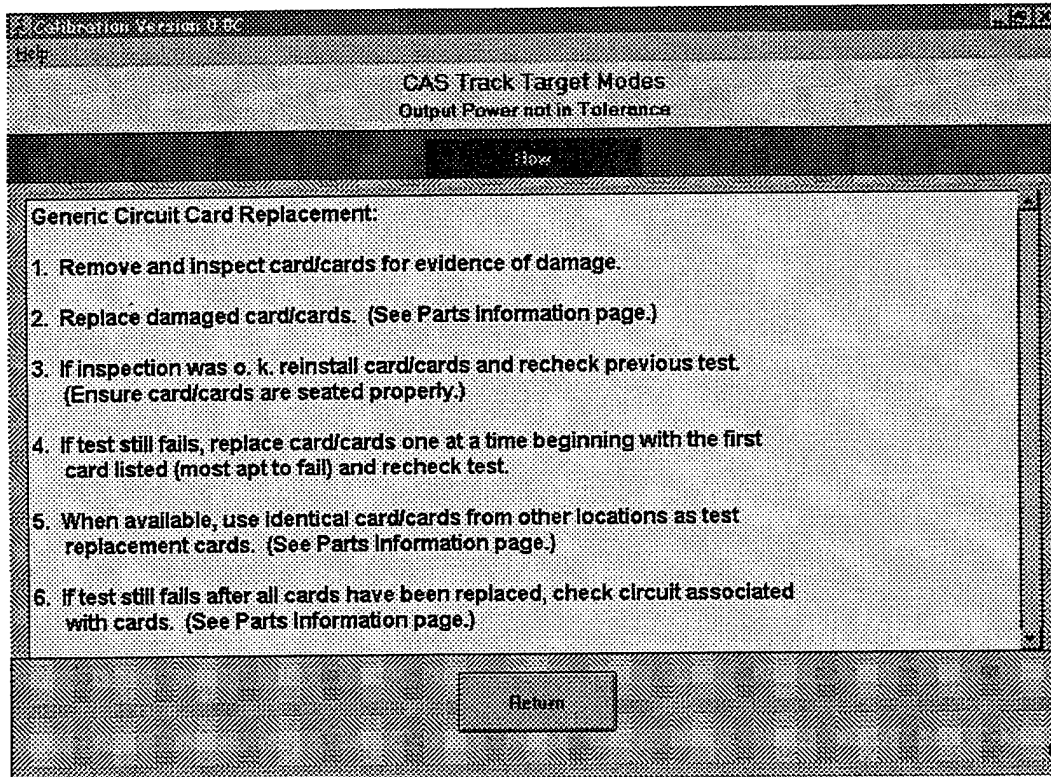 Calibration Version 0.6C
Help
CAS Track Target Modes
Output Power not in Tolerance
How
Generic Circuit Card Replacement:
1. Remove and inspect card/cards for evidence of damage.
2. Replace damaged card/cards. (See Parts Information page.)
3. If inspection was o. k. reinstall card/cards and recheck previous test.
(Ensure card/cards are seated properly.)
4. If test still fails, replace card/cards one at a time beginning with the first
card listed (most apt to fail) and recheck test.
5. When available, use identical card/cards from other locations as test
replacement cards. (See Parts Information page.)
6. If test still fails after all cards have been replaced, check circuit associated
with cards. (See Parts Information page.)
Return